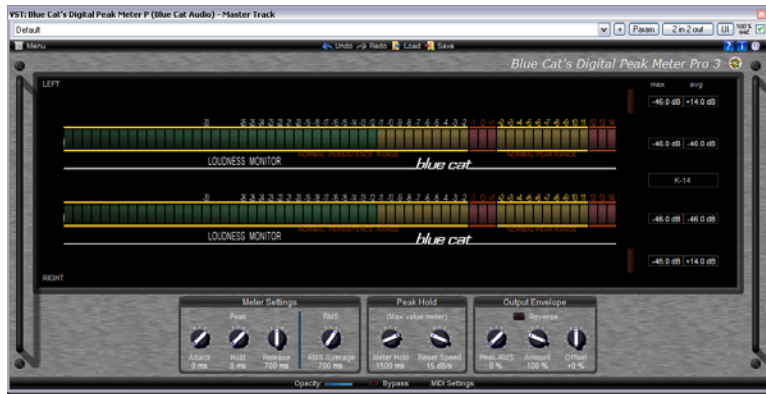 VST: Blue Cat's Digital Peak Meter P (Blue Cat Audio) - Master Track
Default
+ Param 2 in 2 out UI 100% wet
Menu Undo Redo Load Save
Blue Cat's Digital Peak Meter Pro 3
LEFT
max avg
-46.0 dB +14.0 dB
-46.0 dB -46.0 dB
NORMAL PERSISTENCE RANGE NORMAL PEAK RANGE
LOUDNESS MONITOR blue cat
K-14
-46.0 dB -46.0 dB
NORMAL PERSISTENCE RANGE NORMAL PEAK RANGE
LOUDNESS MONITOR blue cat
-46.0 dB +14.0 dB
RIGHT
Meter Settings Peak Hold Output Envelope
Peak RMS (Max value meter) Reverse
Attack Hold Release RMS Average Meter Hold Reset Speed Peak-RMS Amount Offset
0 ms 0 ms 700 ms 700 ms 1500 ms 15 dB/s 0 % 100 % +0 %
Opacity Bypass MIDI Settings